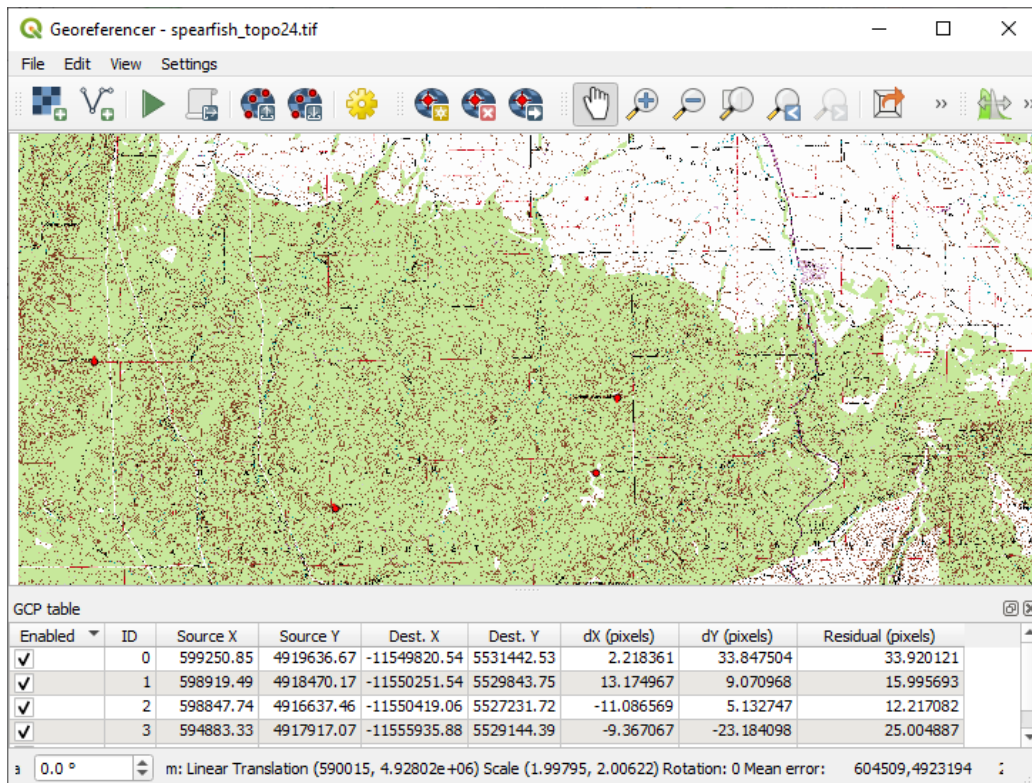 Georeferencer - spearfish_topo24.tif
File Edit View Settings
GCP table
Enabled ID Source X Source Y Dest. X Dest. Y dX (pixels) dY (pixels) Residual (pixels)
0 599250.85 4919636.67 -11549820.54 5531442.53 2.218361 33.847504 33.920121
1 598919.49 4918470.17 -11550251.54 5529843.75 13.174967 9.070968 15.995693
2 598847.74 4916637.46 -11550419.06 5527231.72 -11.086569 5.132747 12.217082
3 594883.33 4917917.07 -11555935.88 5529144.39 -9.367067 -23.184098 25.004887
0.0 ° m: Linear Translation (590015, 4.92802e+06) Scale (1.99795, 2.00622) Rotation: 0 Mean error: 604509,4923194